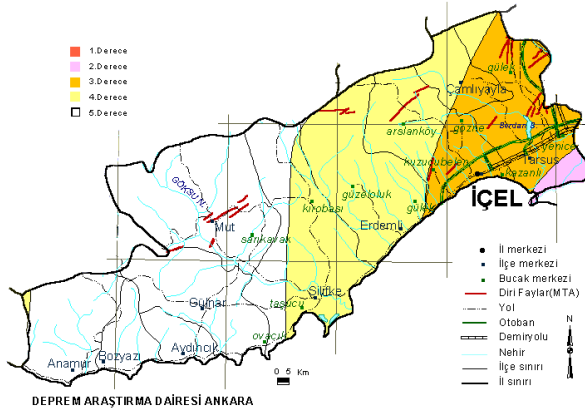 1.Derece
2.Derece
3.Derece
4.Derece
5.Derece
gülek
Çamlıyayla
arslanköy
gözne
Berdan B
yenice
Tarsus
kuzucubelen
kazanlı
İÇEL
GÖKSU N.
güzeloluk
kırobası
Erdemli
Mut
sarıkavak
Silifke
taşucu
Gülnar
ovacık
Aydıncık
Bozyazı
Anamur
İl merkezi
İlçe merkezi
Bucak merkezi
Diri Faylar(MTA)
Yol
Otoban
Demiryolu
Nehir
İlçe sınırı
İl sınırı
N
0 5 Km
DEPREM ARAŞTIRMA DAİRESİ ANKARA